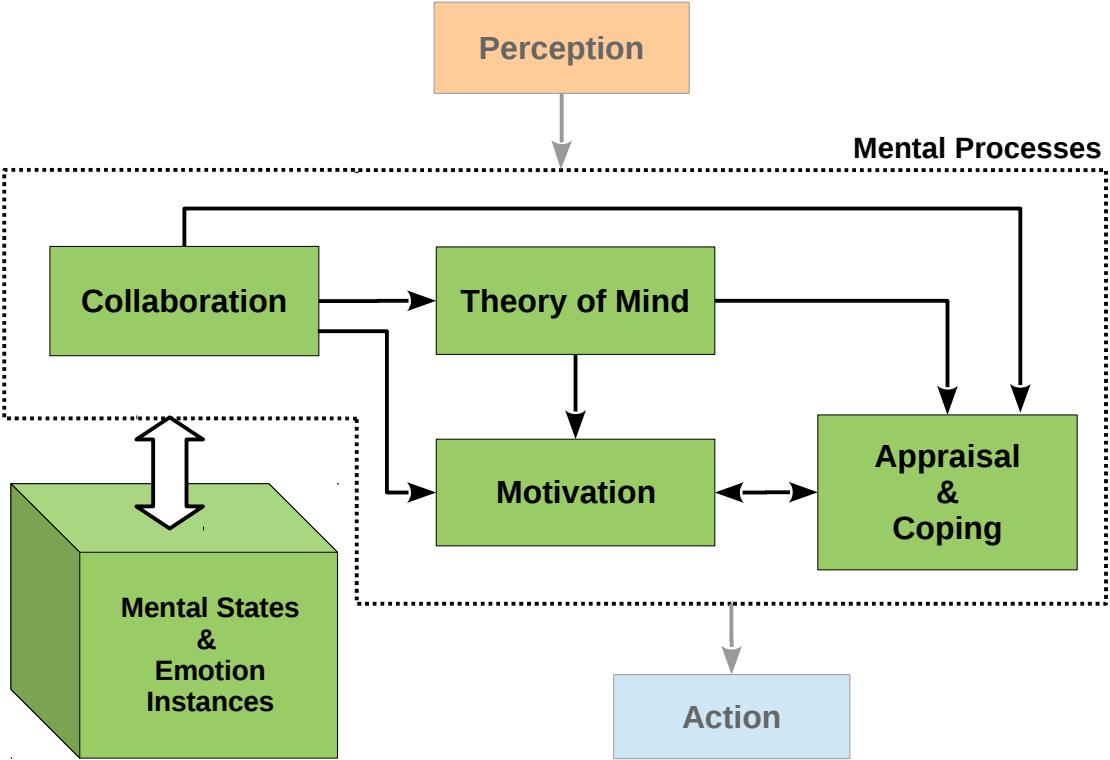 Perception
Mental Processes
Collaboration
Theory of Mind
Motivation
Appraisal
&
Coping
Mental States
&
Emotion
Instances
Action